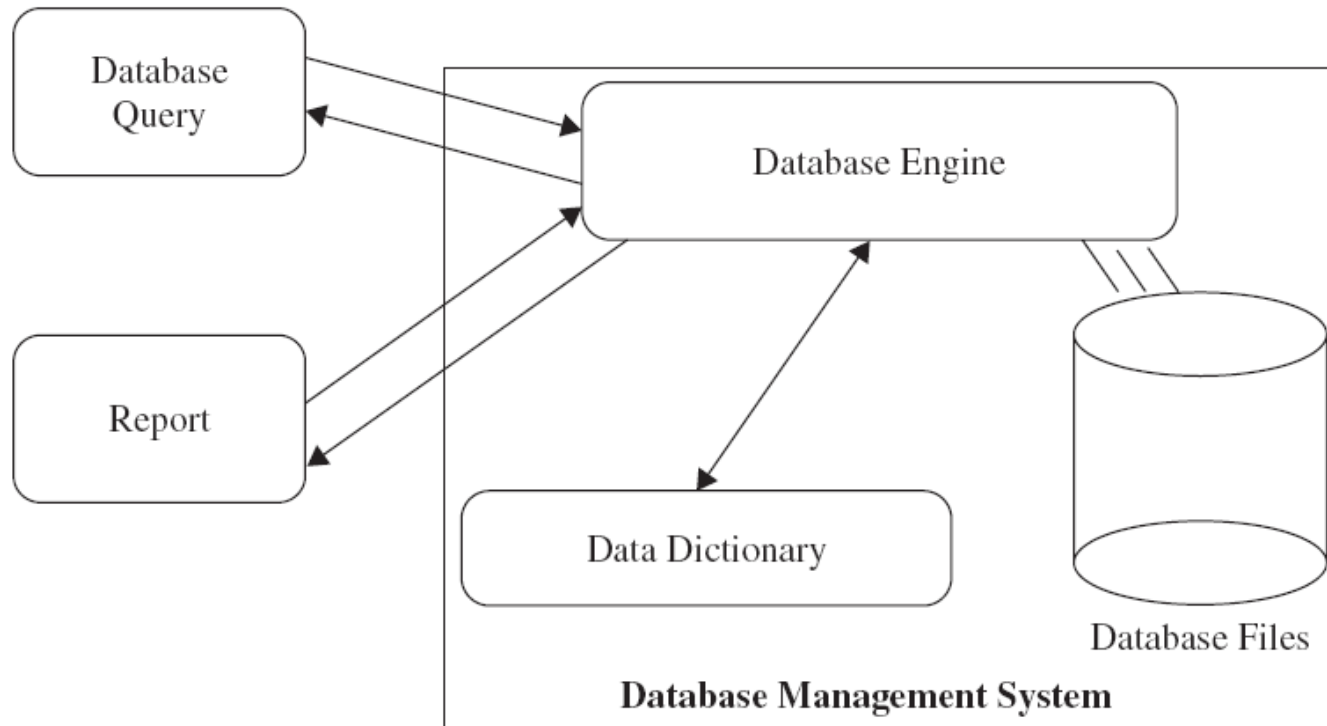 Database
Query
Database Engine
Report
Data Dictionary
Database Files
Database Management System